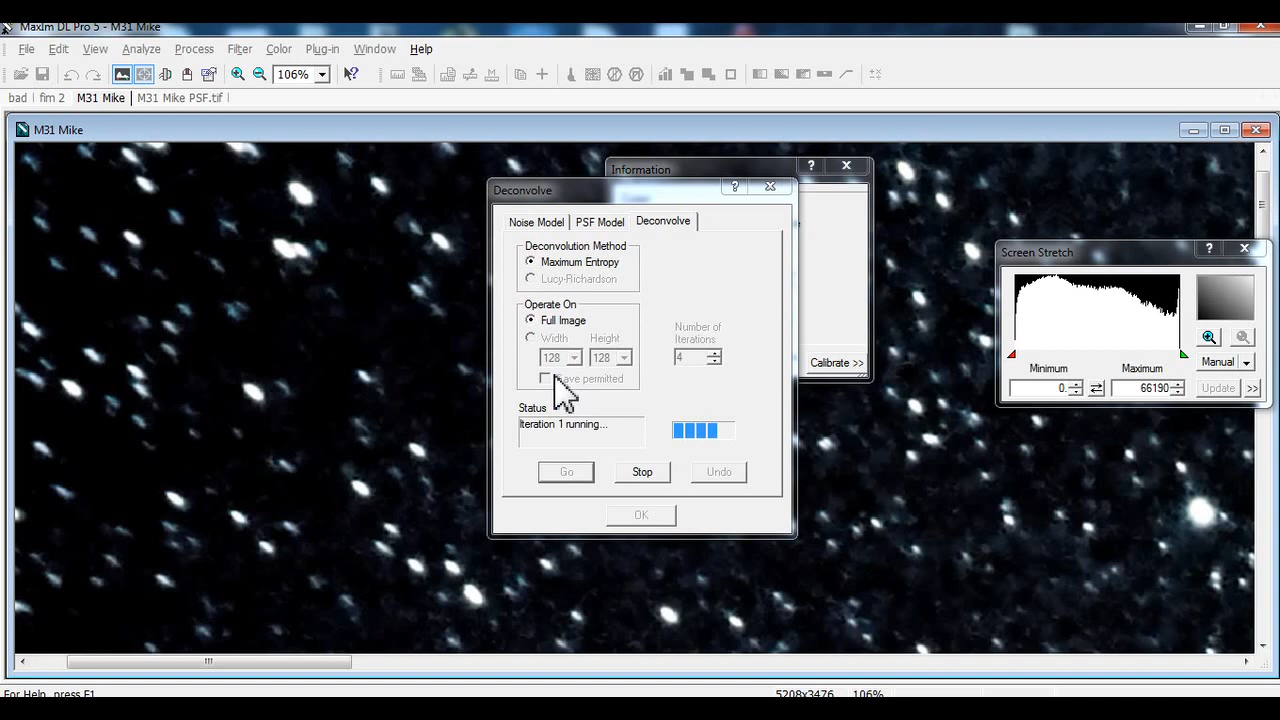 MaxIm DL Pro 5 - M31 Mike
File Edit View Analyze Process Filter Color Plug-in Window Help
106%
bad fim 2 M31 Mike M31 Mike PSF.tif
M31 Mike
Information
Calibrate >>
Deconvolve
Noise Model PSF Model Deconvolve
Deconvolution Method
Maximum Entropy
Lucy-Richardson
Operate On
Full Image
Width Height
128 128
permitted
Number of
Iterations
4
Status
Iteration 1 running...
Go Stop Undo
OK
Screen Stretch
Manual
Minimum Maximum
0. 66190
Update >>
For Help, press F1
5208x3476 106%